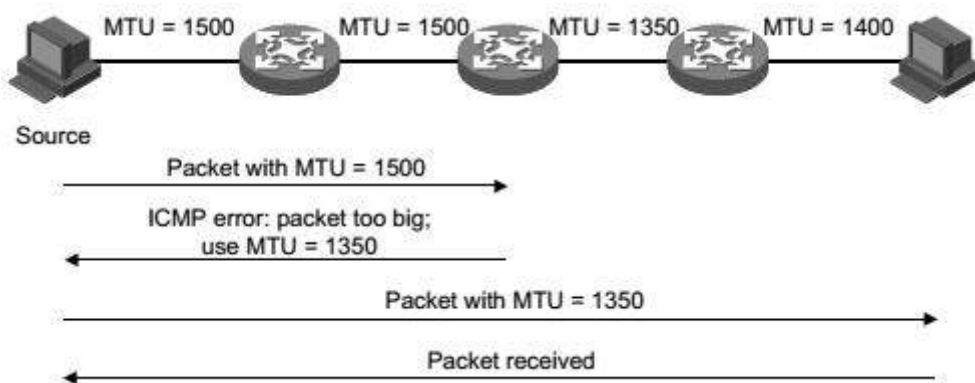 MTU = 1500
MTU = 1500
MTU = 1350
MTU = 1400
Source
Packet with MTU = 1500
ICMP error: packet too big;
use MTU = 1350
Packet with MTU = 1350
Packet received